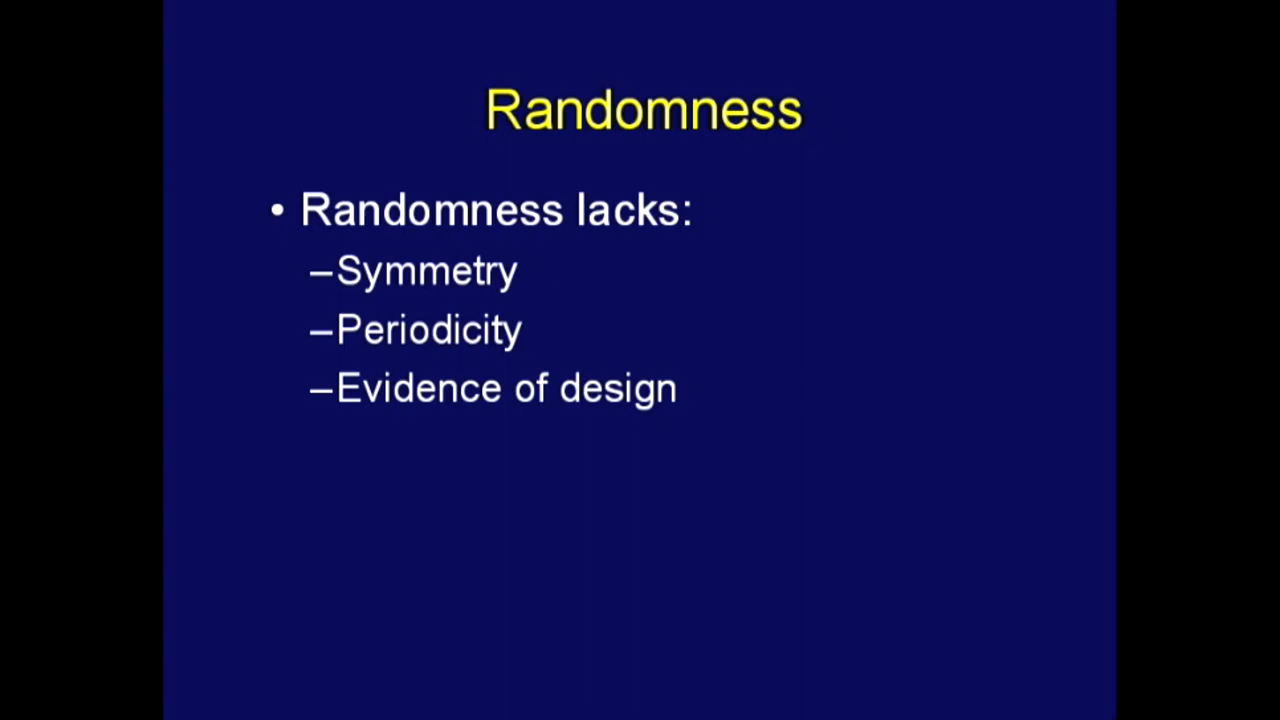 Randomness
• Randomness lacks:
–Symmetry
–Periodicity
–Evidence of design